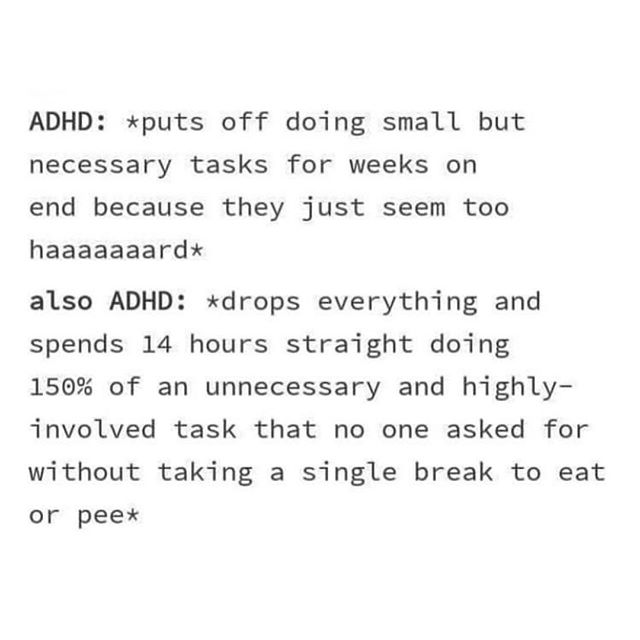 ADHD: *puts off doing small but
necessary tasks for weeks on
end because they just seem too
haaaaaaard*
also ADHD: *drops everything and
spends 14 hours straight doing
150% of an unnecessary and highly-
involved task that no one asked for
without taking a single break to eat
or pee*